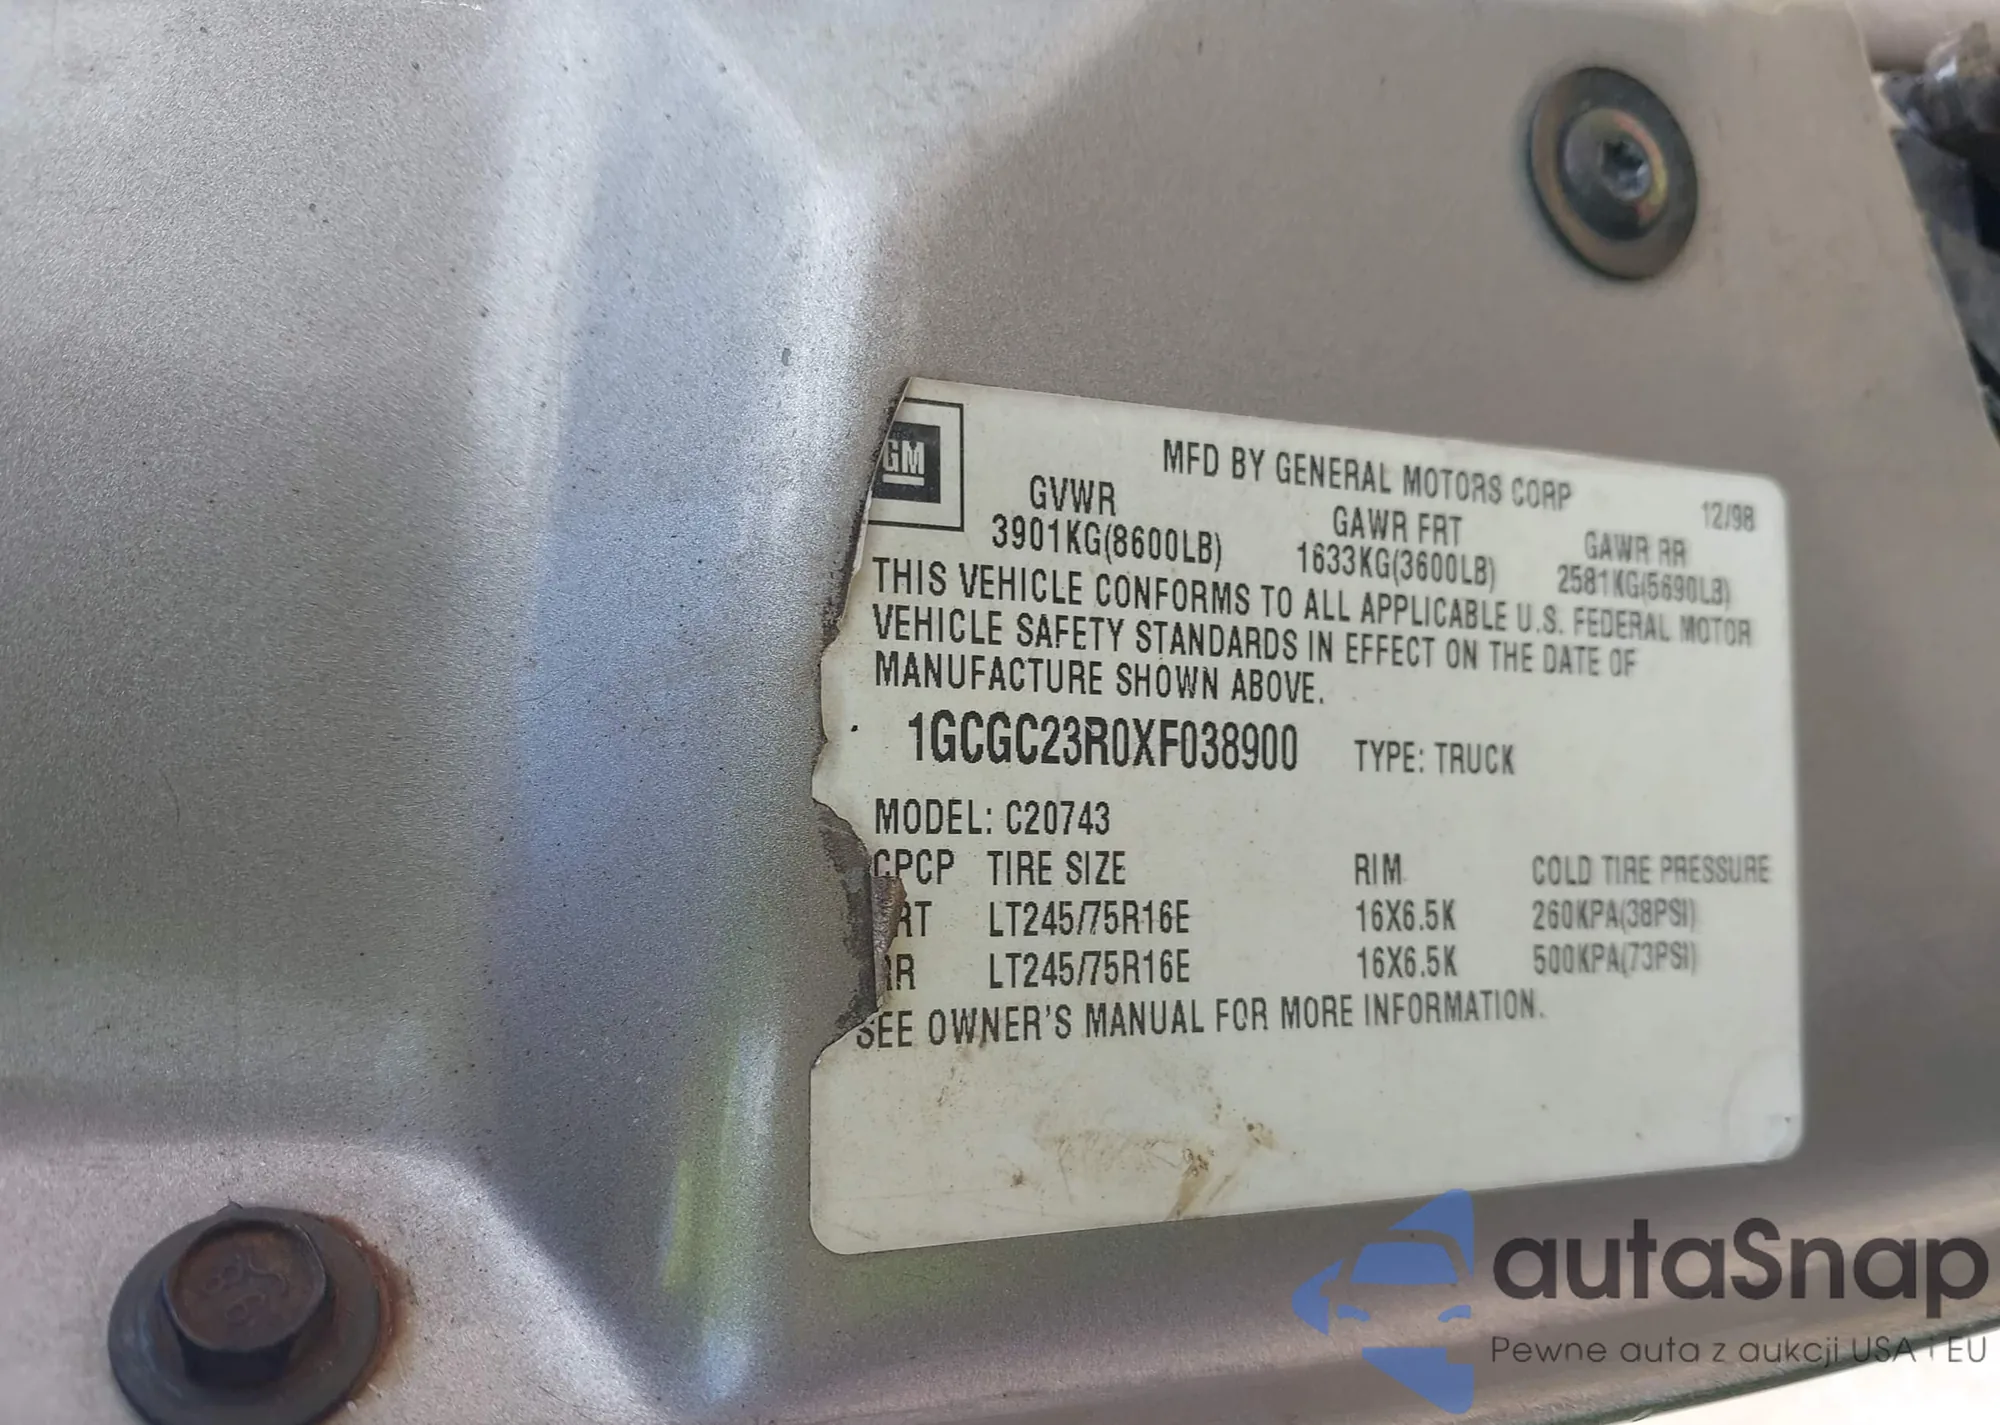 GM
MFD BY GENERAL MOTORS CORP
12/98
GVWR GAWR FRT GAWR RR
3901KG(8600LB) 1633KG(3600LB) 2581KG(5690LB)
THIS VEHICLE CONFORMS TO ALL APPLICABLE U.S. FEDERAL MOTOR
VEHICLE SAFETY STANDARDS IN EFFECT ON THE DATE OF
MANUFACTURE SHOWN ABOVE.
1GCGC23R0XF038900 TYPE: TRUCK
MODEL: C20743
CPCP TIRE SIZE RIM COLD TIRE PRESSURE
RT LT245/75R16E 16X6.5K 260KPA(38PSI)
RR LT245/75R16E 16X6.5K 500KPA(73PSI)
SEE OWNER'S MANUAL FOR MORE INFORMATION.
autaSnap
Pewne auta z aukcji USA i EU